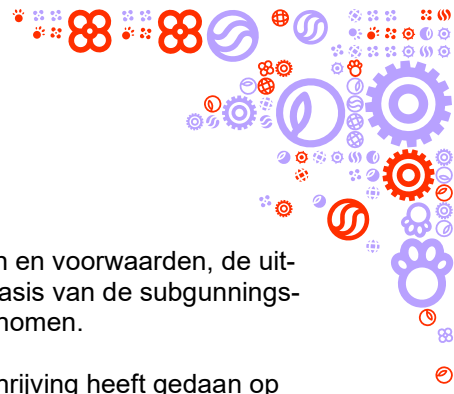 n en voorwaarden, de uit-
asis van de subgunnings-
nomen.
hrijving heeft gedaan op